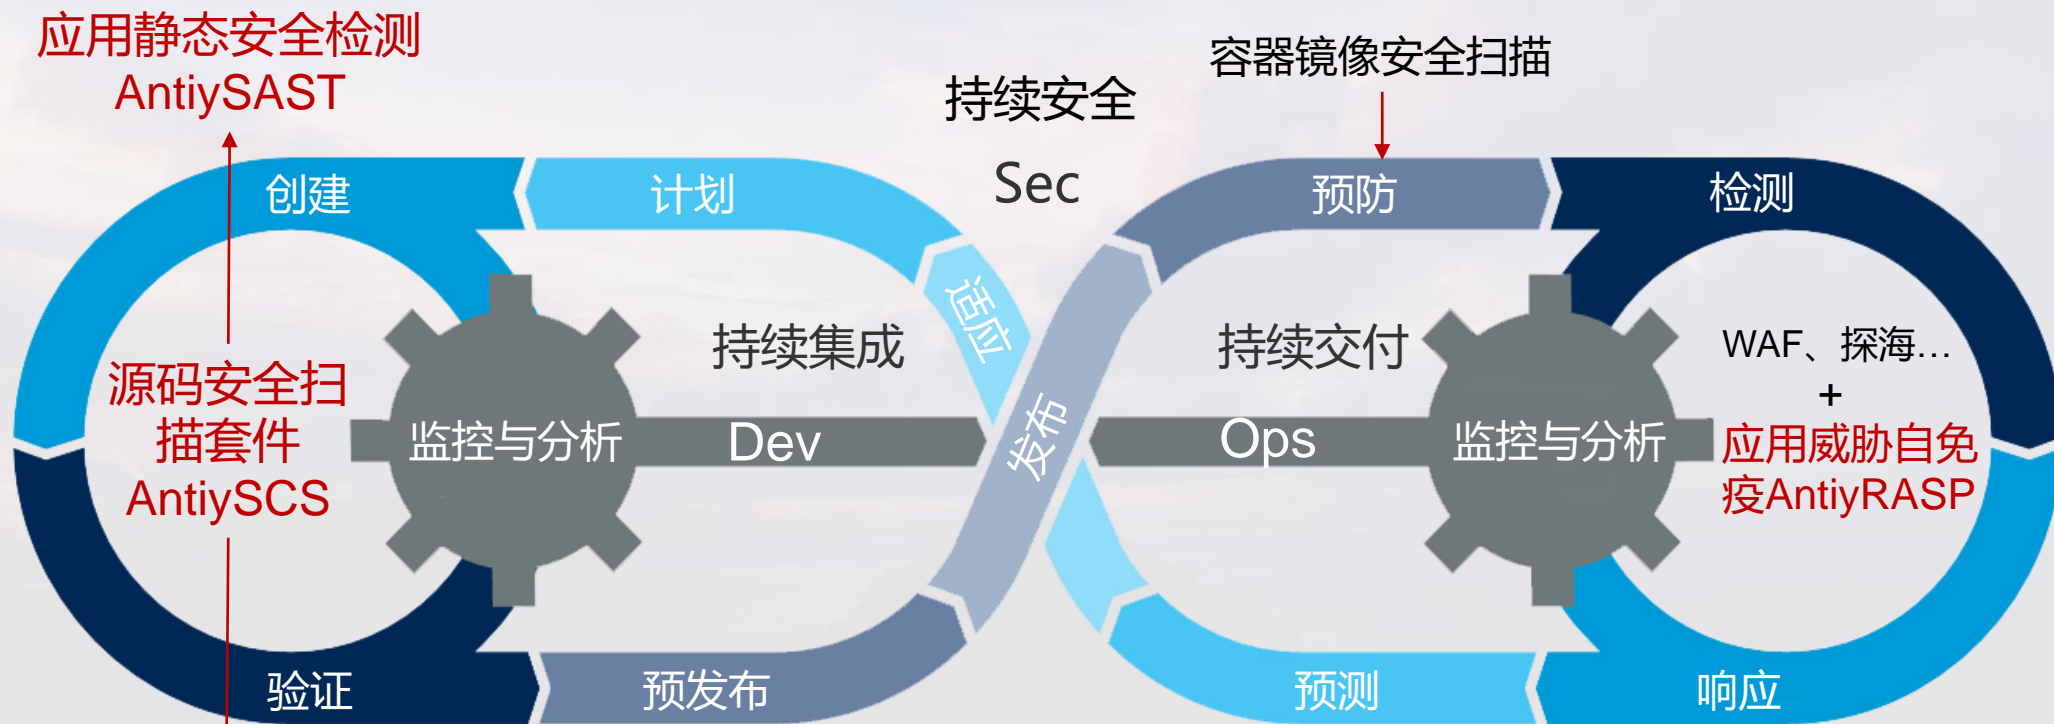 应用静态安全检测
AntiySAST
持续安全
Sec
容器镜像安全扫描
创建
计划
预防
检测
适应
持续集成
持续交付
WAF、探海...
+
应用威胁自免
疫AntiyRASP
源码安全扫
描套件
AntiySCS
监控与分析
Dev
发布
Ops
监控与分析
验证
预发布
预测
响应